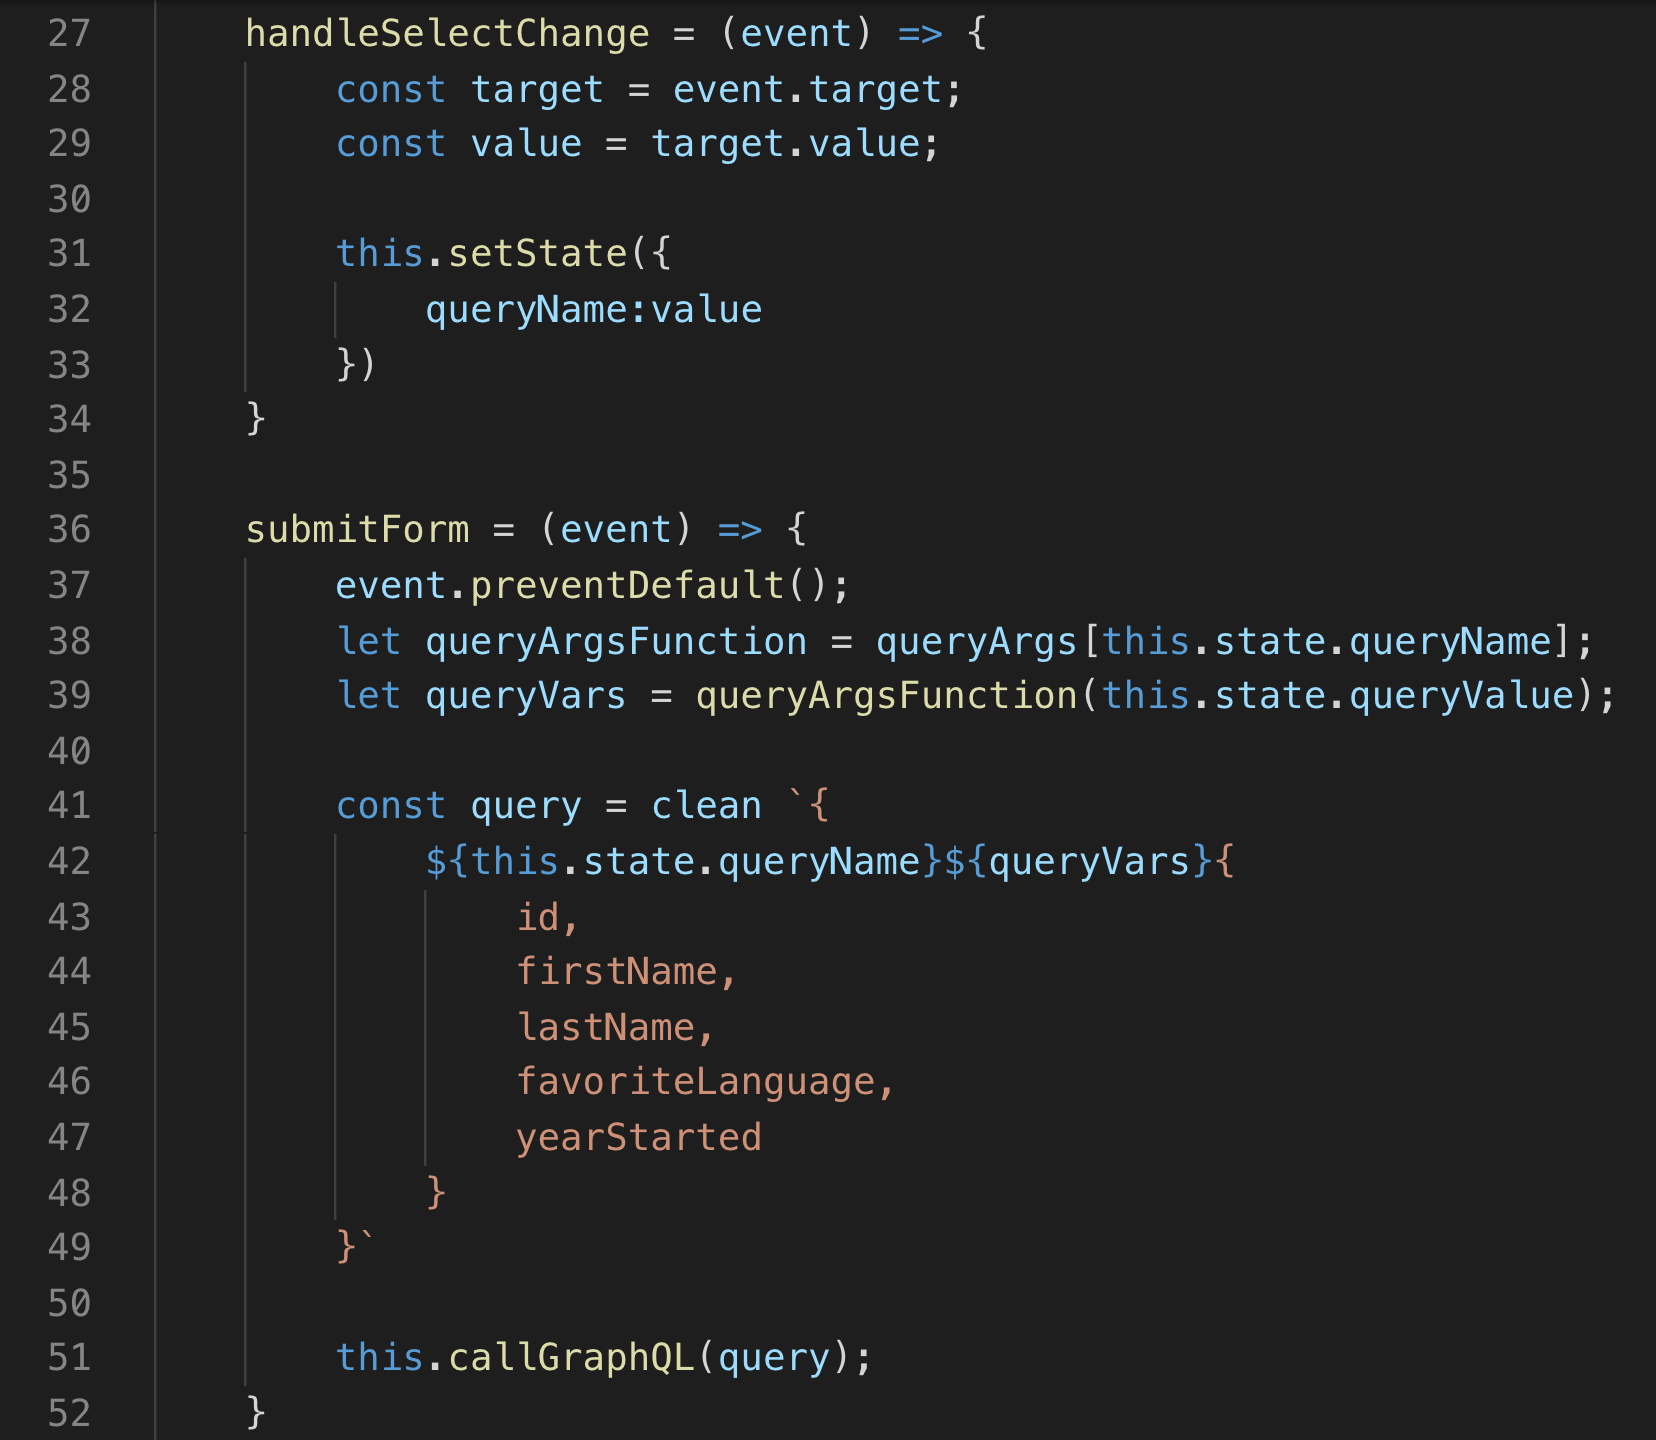 27 handleSelectChange = (event) => {
28 const target = event.target;
29 const value = target.value;
30
31 this.setState({
32 queryName:value
33 })
34 }
35
36 submitForm = (event) => {
37 event.preventDefault();
38 let queryArgsFunction = queryArgs[this.state.queryName];
39 let queryVars = queryArgsFunction(this.state.queryValue);
40
41 const query = clean `{
42 ${this.state.queryName}${queryVars}{
43 id,
44 firstName,
45 lastName,
46 favoriteLanguage,
47 yearStarted
48 }
49 }`
50
51 this.callGraphQL(query);
52 }